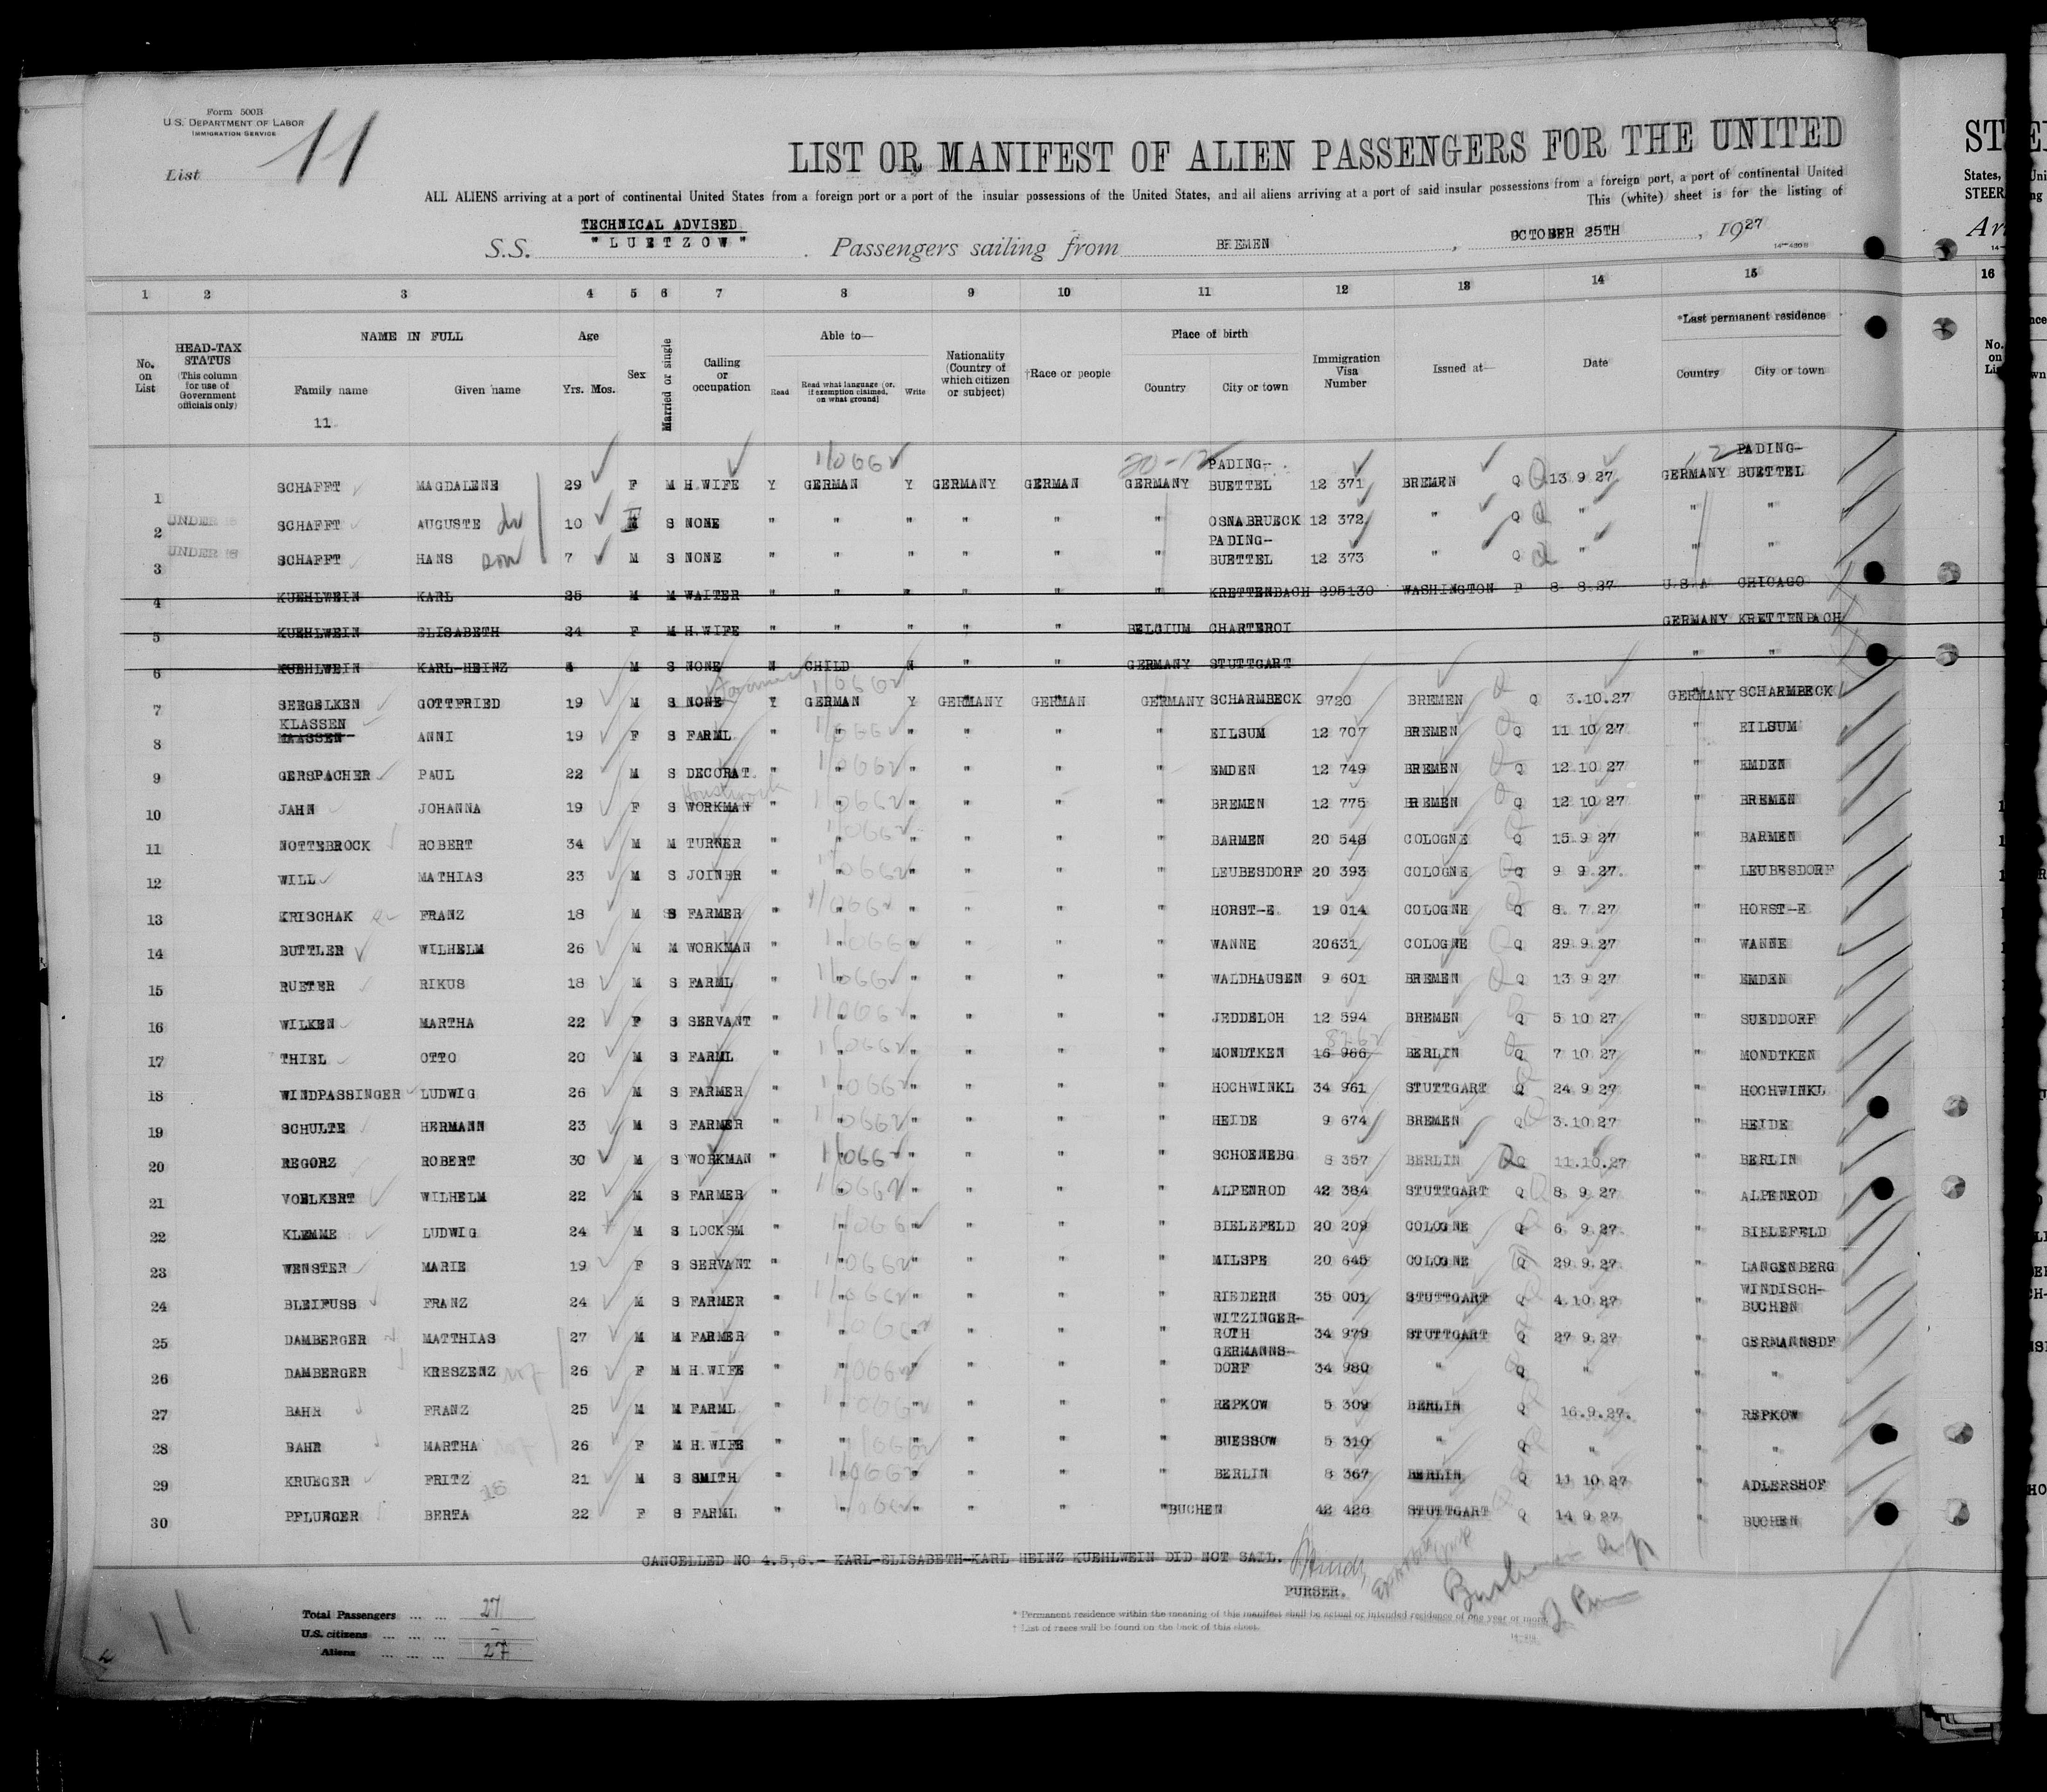 Form 500B
U.S. DEPARTMENT OF LABOR
IMMIGRATION SERVICE
List 11
LIST OR MANIFEST OF ALIEN PASSENGERS FOR THE UNITED
ALL ALIENS arriving at a port of continental United States from a foreign port or a port of the insular possessions of the United States, and all aliens arriving at a port of said insular possessions from a foreign port, a port of continental United
This (white) sheet is for the listing of
TECHNICAL ADVISED
S.S. "LUETZOW" Passengers sailing from BREMEN, OCTOBER 25TH, 1927
1 2 3 4 5 6 7 8 9 10 11 12 13 14 15 16
No. on List
HEAD-TAX STATUS (This column for use of Government officials only)
NAME IN FULL
Family name Given name
11
Age
Yrs. Mos.
Sex
Married or single
Calling or occupation
Able to—
Read Read what language (or, if exemption claimed, on what ground) Write
Nationality (Country of which citizen or subject)
†Race or people
Place of birth
Country City or town
Immigration Visa Number
Issued at—
Date
*Last permanent residence
Country City or town
1 SCHAFFT MAGDALENE 29 F M H.WIFE Y GERMAN Y GERMANY GERMAN GERMANY PADING-BUETTEL 12 371 BREMEN Q 13 9 27 GERMANY PADING-BUETTEL
2 UNDER 16 SCHAFFT AUGUSTE 10 F S NONE " " " " " " OSNABRUECK 12 372 " Q " " "
3 UNDER 16 SCHAFFT HANS son 7 M S NONE " " " " " " PADING-BUETTEL 12 373 " Q " " "
4 KUEHLWEIN KARL 25 M M WAITER " " " " " " KRETTENBACH 295130 WASHINGTON P 8 8.27 U.S.A CHICAGO
5 KUEHLWEIN ELISABETH 24 F M H.WIFE " " " " " BELGIUM CHARTEROI GERMANY KRETTENBACH
6 KUEHLWEIN KARL-HEINZ 4 M S NONE N CHILD N " " GERMANY STUTTGART " "
7 SEEGELKEN GOTTFRIED 19 M S NONE Y GERMAN Y GERMANY GERMAN GERMANY SCHARMBECK 9720 BREMEN Q 3.10.27 GERMANY SCHARMBECK
8 KLASSEN MAASSEN ANNI 19 F S FARML " " " " " " EILSUM 12 707 BREMEN Q 11 10 27 " EILSUM
9 GERSPACHER PAUL 22 M S DECORAT. " " " " " " EMDEN 12 749 BREMEN Q 12 10 27 " EMDEN
10 JAHN JOHANNA 19 F S WORKMAN " " " " " " BREMEN 12 775 BREMEN Q 12 10 27 " BREMEN
11 NOTTEBROCK ROBERT 34 M M TURNER " " " " " " BARMEN 20 548 COLOGNE Q 15 9 27 " BARMEN
12 WILL MATHIAS 23 M S JOINER " " " " " " LEUBESDORF 20 393 COLOGNE Q 9 9.27. " LEUBESDORF
13 KRISCHAK FRANZ 18 M S FARMER " " " " " " HORST-E. 19 014 COLOGNE Q 8. 7 27 " HORST-E
14 BUTTLER WILHELM 26 M M WORKMAN " " " " " " WANNE 20631 COLOGNE Q 29 9 27 " WANNE
15 RUETER RIKUS 18 M S FARML " " " " " " WALDHAUSEN 9 601 BREMEN Q 13 9 27 " EMDEN
16 WILKEN MARTHA 22 F S SERVANT " " " " " " JEDDELOH 12 594 BREMEN Q 5 10 27 " SUEDDORF
17 THIEL OTTO 20 M S FARML " " " " " " MONDTKEN 16 966 BERLIN Q 7 10 27 " MONDTKEN
18 WINDPASSINGER LUDWIG 26 M S FARMER " " " " " " HOCHWINKL 34 961 STUTTGART Q 24 9 27 " HOCHWINKL
19 SCHULTE HERMANN 23 M S FARMER " " " " " " HEIDE 9 674 BREMEN Q 3.10.27 " HEIDE
20 REGORZ ROBERT 30 M S WORKMAN " " " " " " SCHOENEBG 8 357 BERLIN Q 11.10.27 " BERLIN
21 VOELKERT WILHELM 22 M S FARMER " " " " " " ALPENROD 42 384 STUTTGART Q 8 9 27 " ALPENROD
22 KLEMME LUDWIG 24 M S LOCKSM " " " " " " BIELEFELD 20 209 COLOGNE Q 6 9.27 " BIELEFELD
23 WENSTER MARIE 19 F S SERVANT " " " " " " MILSPE 20 645 COLOGNE Q 29 9.27 " LANGENBERG
24 BLEIFUSS FRANZ 24 M S FARMER " " " " " " RIEDERN 35 001 STUTTGART Q 4.10 27 " WINDISCH-BUCHEN
25 DAMBERGER MATTHIAS 27 M M FARMER " " " " " " WITZINGER-ROTH 34 979 STUTTGART Q 27 9.27 " GERMANNSDF
26 DAMBERGER KRESZENZ 26 F M H.WIFE " " " " " " GERMANNS-DORF 34 980 " Q " " "
27 BAHR FRANZ 25 M M FARML " " " " " " REPKOW 5 309 BERLIN Q 16.9.27. " REPKOW
28 BAHR MARTHA 26 F M H.WIFE " " " " " " BUESSOW 5 310 " Q " " "
29 KRUEGER FRITZ 21 M S SMITH " " " " " " BERLIN 8 367 BERLIN Q 11 10 27 " ADLERSHOF
30 PFLUEGER BERTA 22 F S FARML " " " " " " BUCHEN 42 428 STUTTGART Q 14 9 27 " BUCHEN
CANCELLED NO 4.5,6.- KARL-ELISABETH-KARL HEINZ KUEHLWEIN DID NOT SAIL.
PURSER.
11
Total Passengers ... ... 27
U.S. citizens ... ... -
Aliens ... ... ... 27
* Permanent residence within the meaning of this manifest shall be actual or intended residence of one year or more.
† List of races will be found on the back of this sheet.